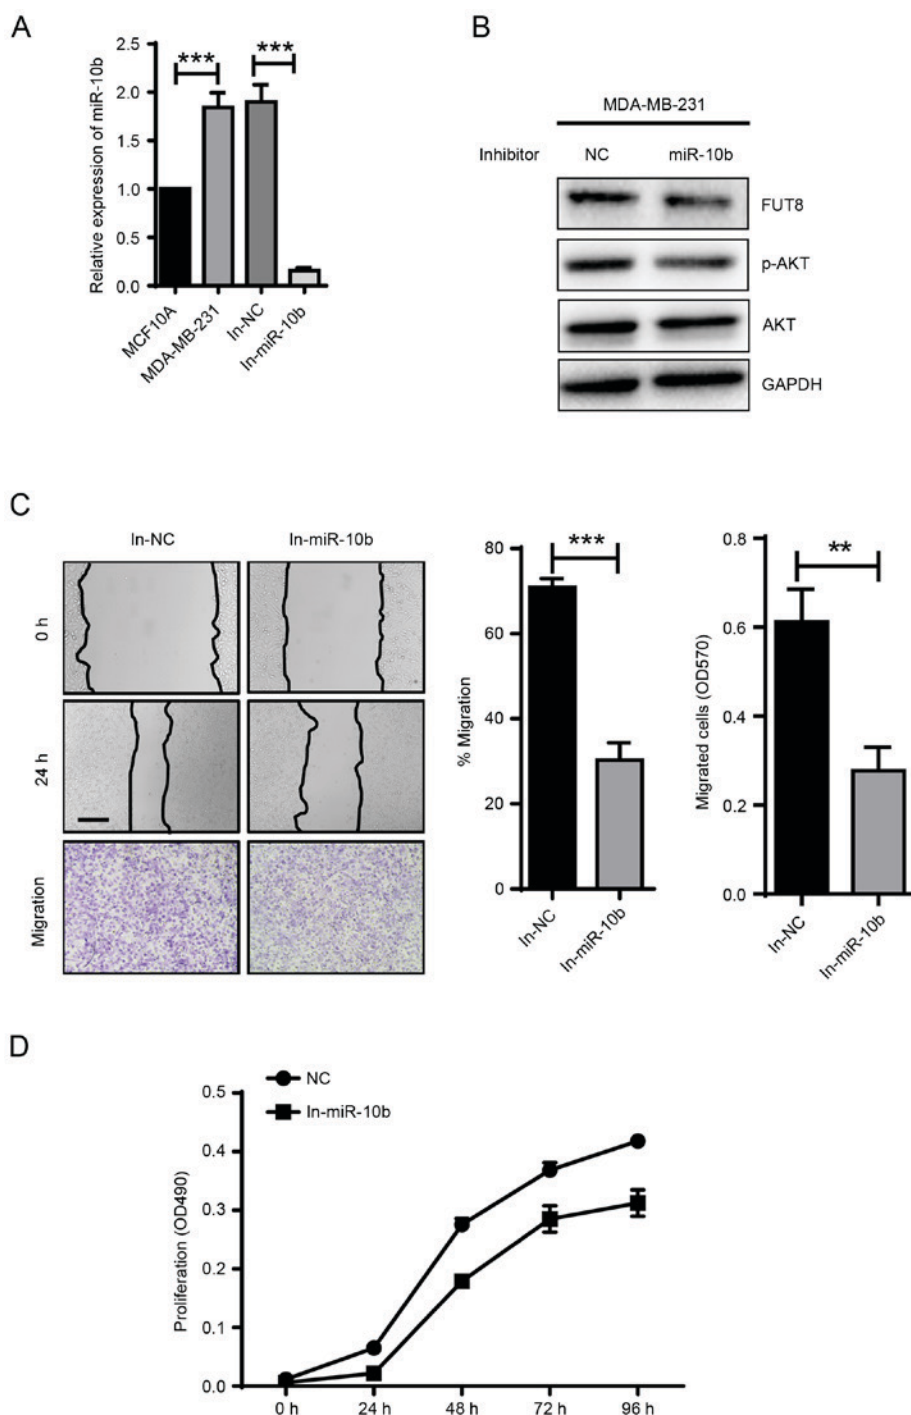 A
Relative expression of miR-10b
2.5
2.0
1.5
1.0
0.5
0.0
***
***
MCF10A
MDA-MB-231
In-NC
In-miR-10b
B
MDA-MB-231
Inhibitor NC miR-10b
FUT8
p-AKT
AKT
GAPDH
C
In-NC In-miR-10b
0 h
24 h
Migration
% Migration
80
60
40
20
0
***
In-NC
In-miR-10b
Migrated cells (OD570)
0.8
0.6
0.4
0.2
0.0
**
In-NC
In-miR-10b
D
NC
In-miR-10b
Proliferation (OD490)
0.5
0.4
0.3
0.2
0.1
0.0
0 h 24 h 48 h 72 h 96 h